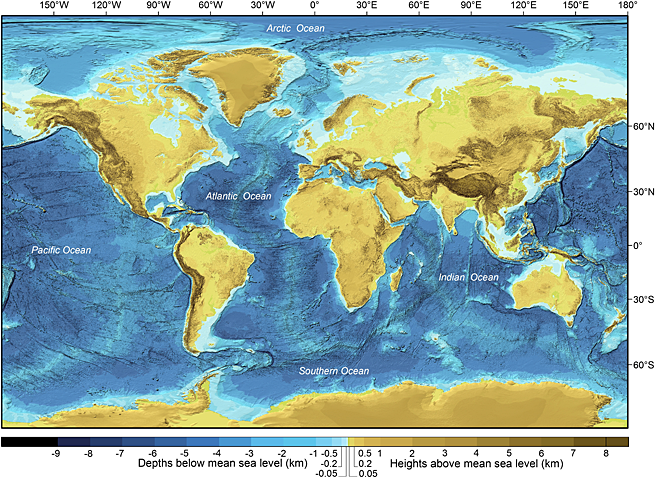 150°W 120°W 90°W 60°W 30°W 0° 30°E 60°E 90°E 120°E 150°E 180°
Arctic Ocean
60°N
Atlantic Ocean
30°N
Pacific Ocean
0°
Indian Ocean
30°S
Southern Ocean
60°S
-9 -8 -7 -6 -5 -4 -3 -2 -1 -0.5 0.5 1 2 3 4 5 6 7 8
Depths below mean sea level (km) -0.2 0.2 Heights above mean sea level (km)
-0.05 0.05